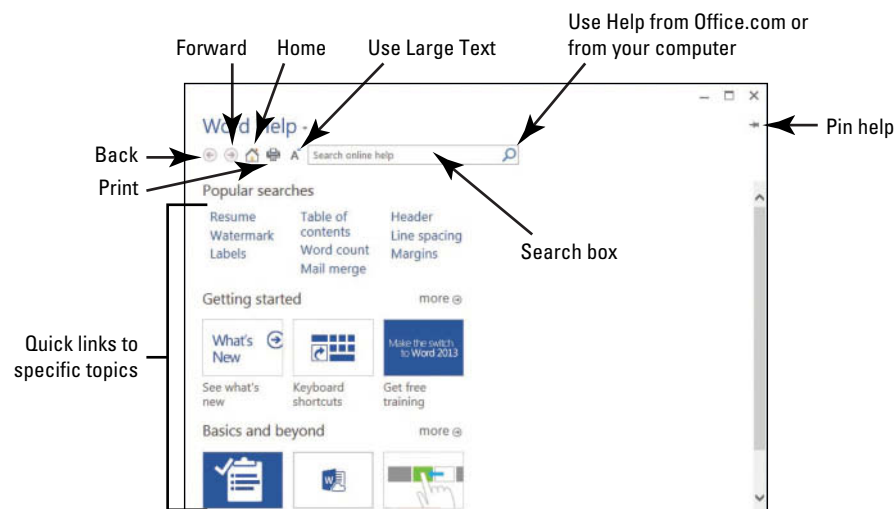 Use Help from Office.com or
from your computer
Forward
Home
Use Large Text
Word Help
Pin help
Back
Search online help
Print
Popular searches
Resume
Watermark
Labels
Table of
contents
Word count
Mail merge
Header
Line spacing
Margins
Search box
Getting started
more
Quick links to
specific topics
What's
New
Make the switch
to Word 2013
See what's
new
Keyboard
shortcuts
Get free
training
Basics and beyond
more
W